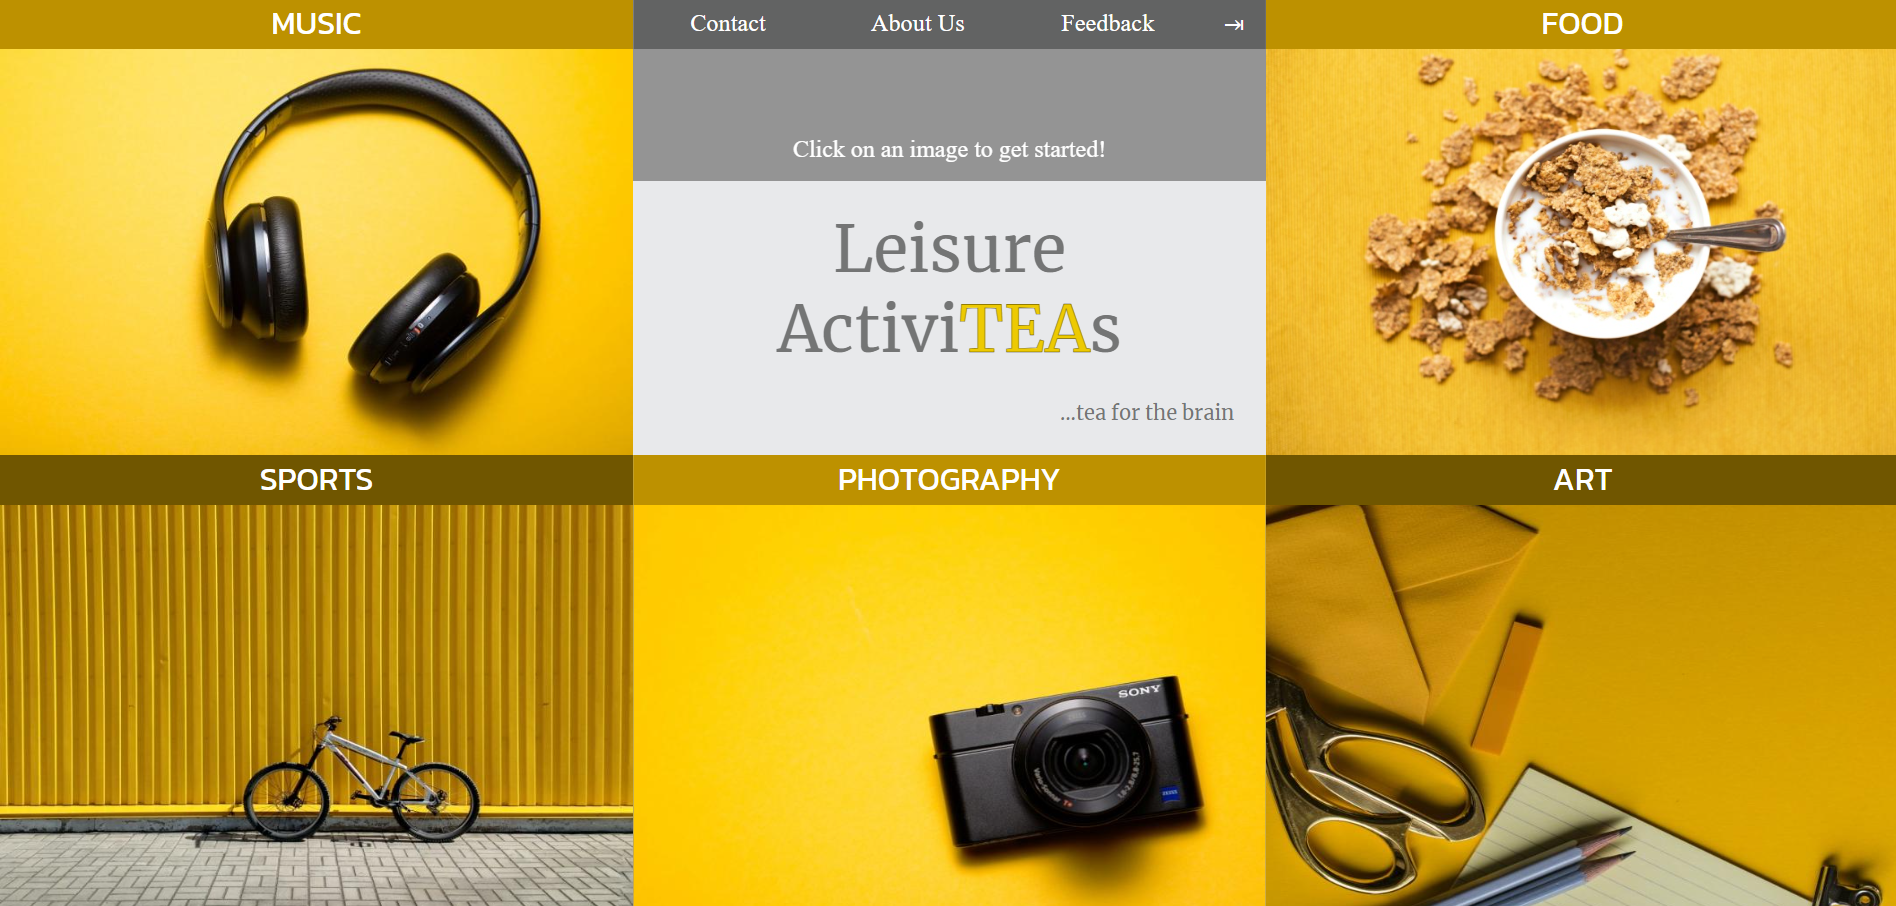 MUSIC
Contact About Us Feedback ⇥
FOOD
Click on an image to get started!
Leisure
ActiviTEAs
...tea for the brain
SPORTS
PHOTOGRAPHY
ART
SONY
ZEISS